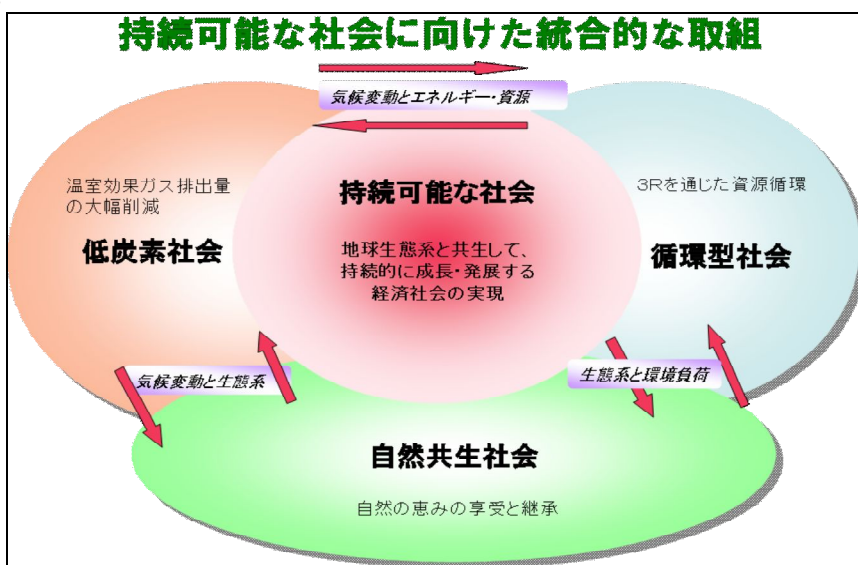 持続可能な社会に向けた統合的な取組
気候変動とエネルギー・資源
温室効果ガス排出量
の大幅削減
低炭素社会
持続可能な社会
地球生態系と共生して、
持続的に成長・発展する
経済社会の実現
3Rを通じた資源循環
循環型社会
気候変動と生態系
生態系と環境負荷
自然共生社会
自然の恵みの享受と継承